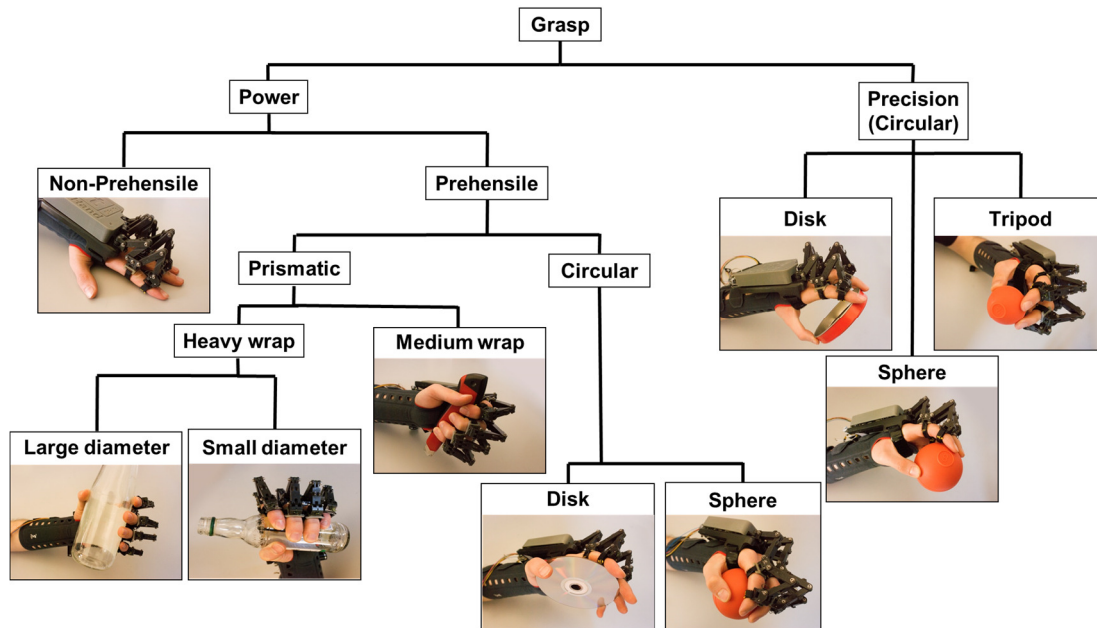 Grasp
Power
Precision
(Circular)
Non-Prehensile
Prehensile
Disk
Tripod
Prismatic
Circular
Heavy wrap
Medium wrap
Sphere
Large diameter
Small diameter
Disk
Sphere